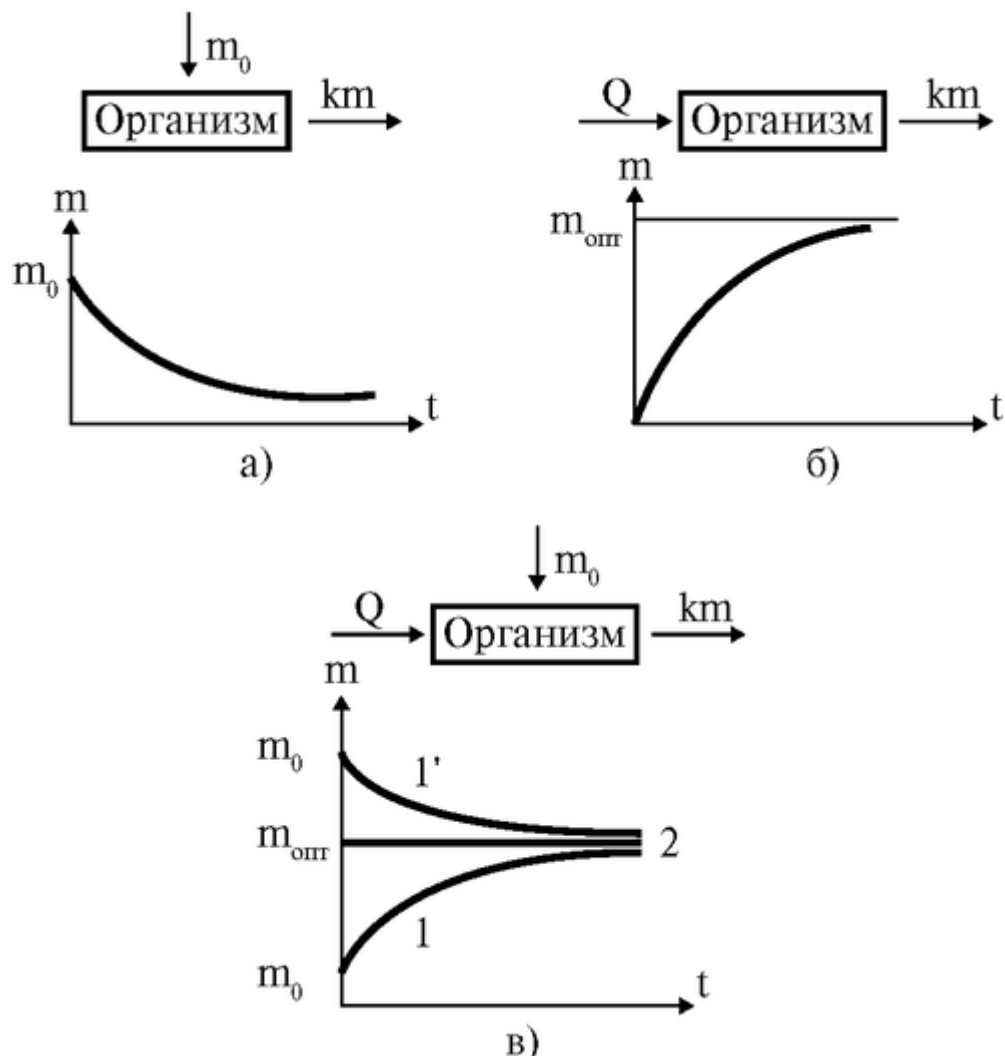 m₀
Организм
km
m
m₀
t
а)
Q
Организм
km
m
mопт
t
б)
m₀
Q
Организм
km
m
m₀
1'
mопт
2
1
m₀
t
в)